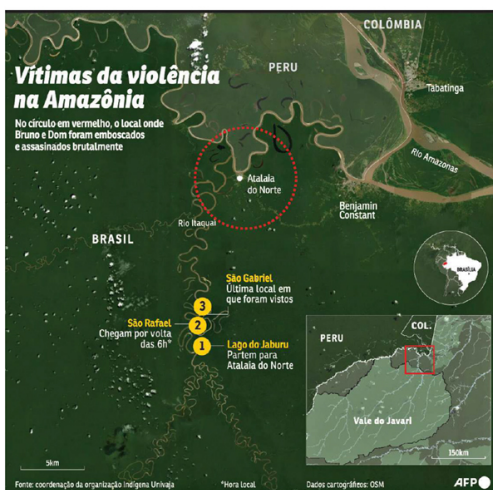 COLÔMBIA
PERU
Vítimas da violência
na Amazônia
No círculo em vermelho, o local onde
Bruno e Dom foram emboscados
e assassinados brutalmente
Tabatinga
Rio Amazonas
Atalaia
do Norte
Benjamin
Constant
Rio Itaquaí
BRASIL
BRASÍLIA
São Gabriel
Última local em
que foram vistos
3
São Rafael
Chegam por volta
das 6h*
2
1
Lago do Jaburu
Partem para
Atalaia do Norte
COL.
PERU
Vale do Javari
150km
5km
Fonte: coordenação da organização indígena Univaja
*Hora local
Dados cartográficos: OSM
AFP